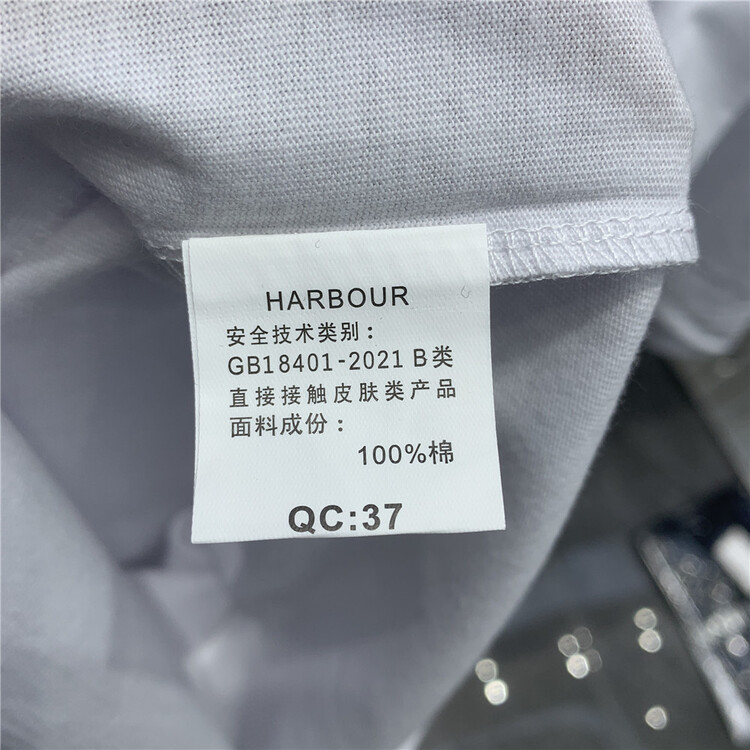 HARBOUR
安全技术类别：
GB18401-2021 B类
直接接触皮肤类产品
面料成份：
100%棉
QC:37